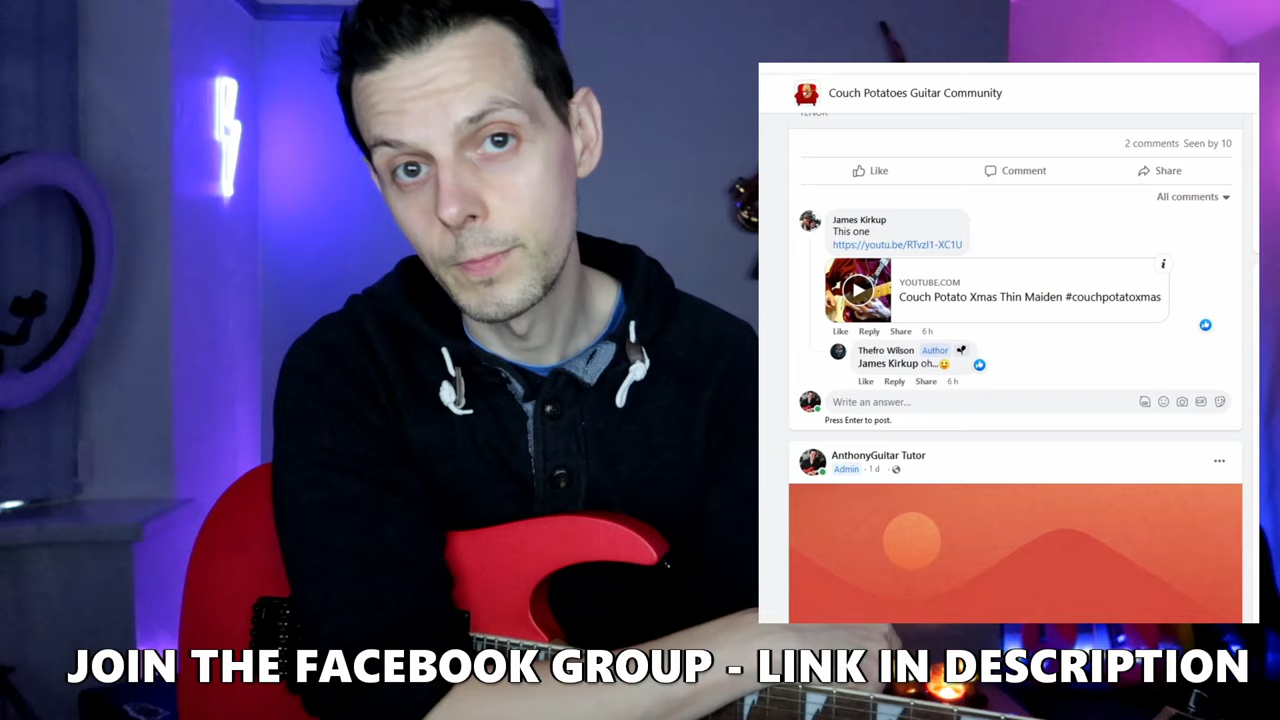 Couch Potatoes Guitar Community
TENOR
2 comments Seen by 10
Like Comment Share
All comments
James Kirkup
This one
https://youtu.be/RTvzI1-XC1U
YOUTUBE.COM
Couch Potato Xmas Thin Maiden #couchpotatoxmas
Like Reply Share 6 h
Thefro Wilson Author
James Kirkup oh...
Like Reply Share 6 h
Write an answer...
Press Enter to post.
AnthonyGuitar Tutor
Admin · 1 d ·
JOIN THE FACEBOOK GROUP - LINK IN DESCRIPTION